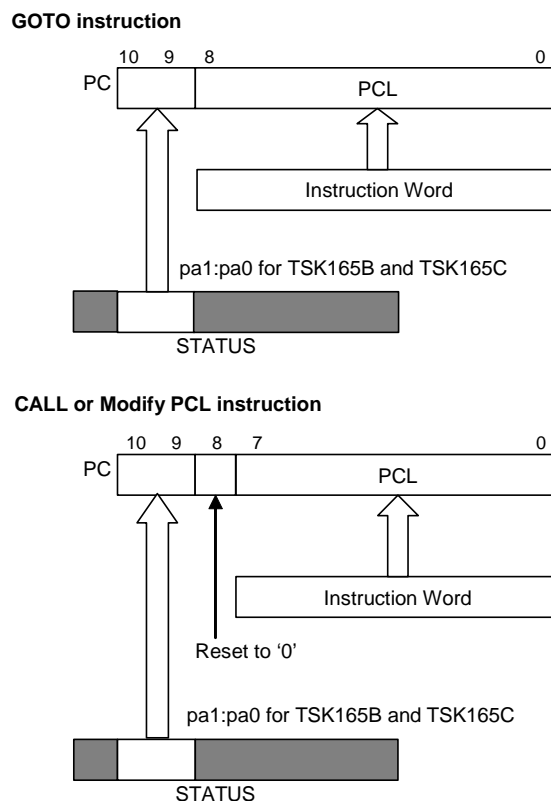 GOTO instruction
10 9 8 0
PC PCL
Instruction Word
pa1:pa0 for TSK165B and TSK165C
STATUS
CALL or Modify PCL instruction
10 9 8 7 0
PC PCL
Instruction Word
Reset to ‘0’
pa1:pa0 for TSK165B and TSK165C
STATUS